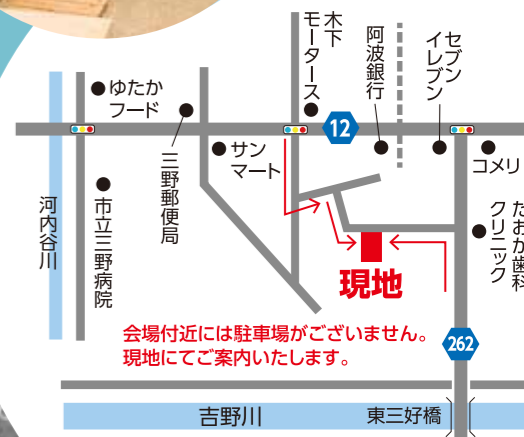 木下
モータース
阿波銀行
セブン
イレブン
ゆたか
フード
12
サン
マート
コメリ
三野郵便局
市立三野病院
河内谷川
たおか歯科
クリニック
現地
会場付近には駐車場がございません。
現地にてご案内いたします。
262
吉野川
東三好橋